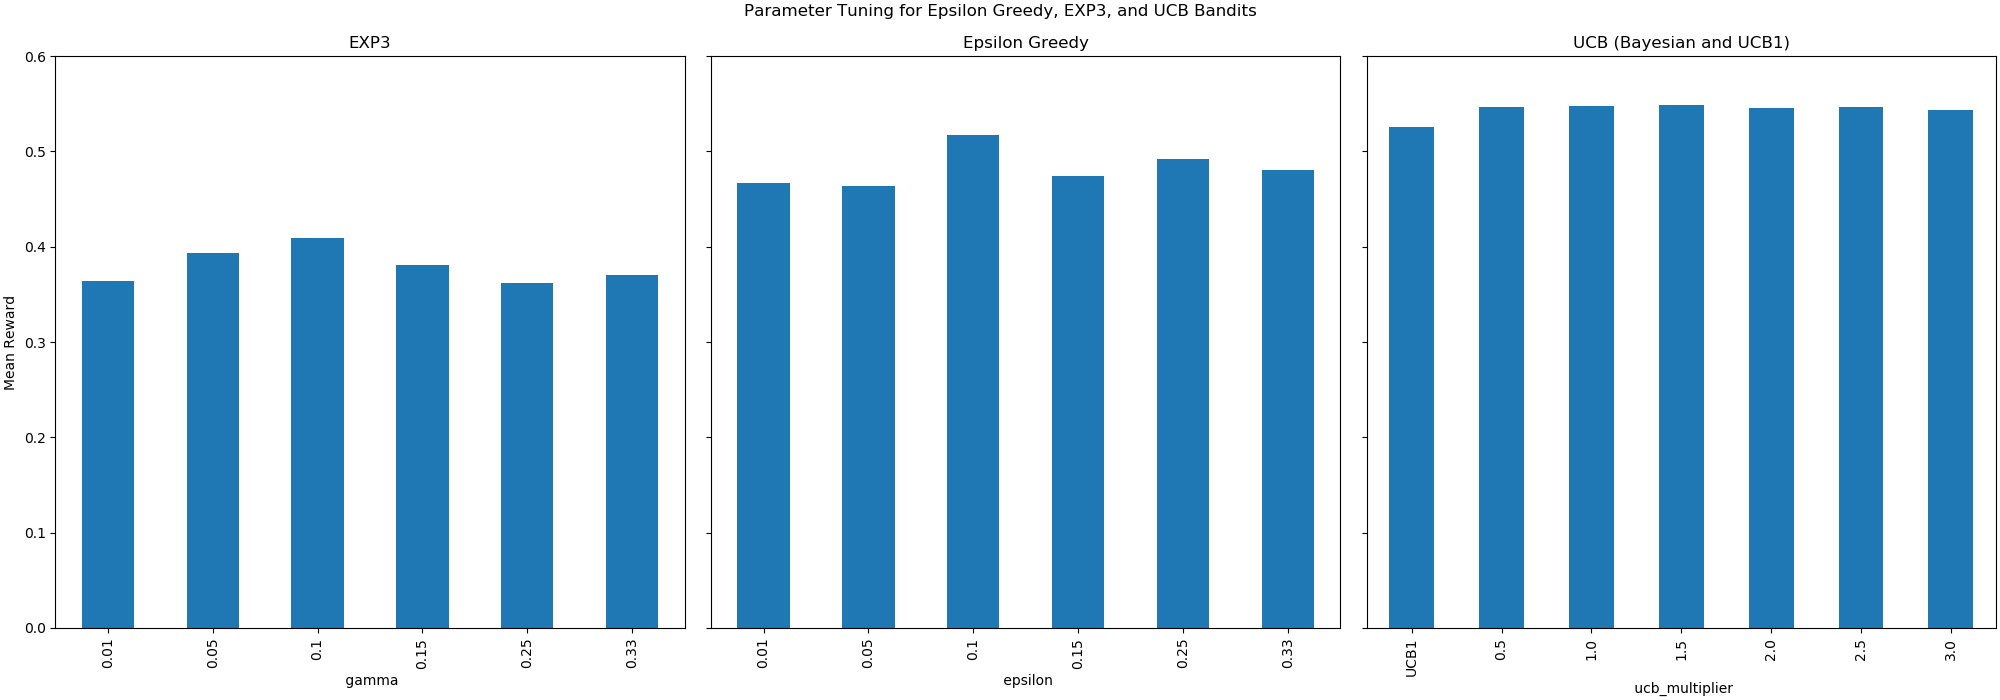 Parameter Tuning for Epsilon Greedy, EXP3, and UCB Bandits
EXP3
Epsilon Greedy
UCB (Bayesian and UCB1)
Mean Reward
0.6
0.5
0.4
0.3
0.2
0.1
0.0
0.01 0.05 0.1 0.15 0.25 0.33
gamma
0.01 0.05 0.1 0.15 0.25 0.33
epsilon
UCB1 0.5 1.0 1.5 2.0 2.5 3.0
ucb_multiplier